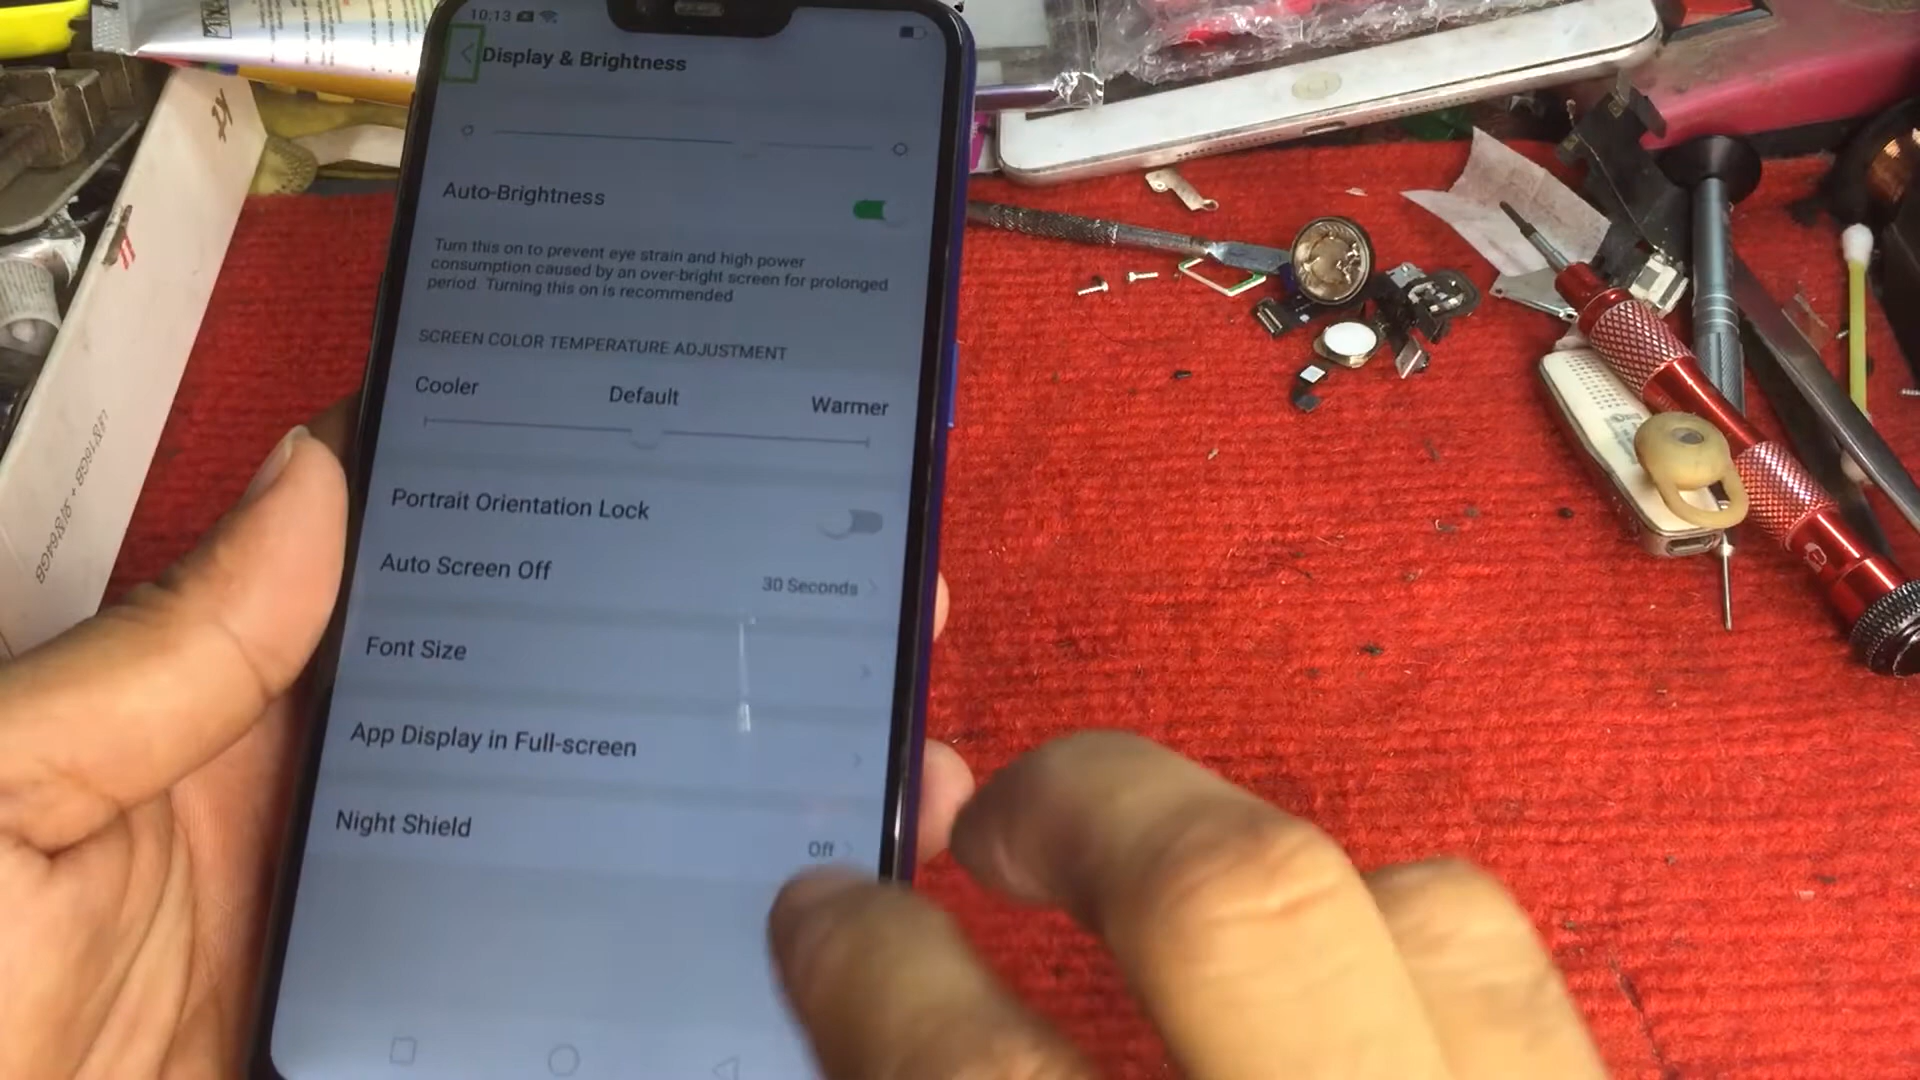 10:13
Display & Brightness
Auto-Brightness
Turn this on to prevent eye strain and high power
consumption caused by an over-bright screen for prolonged
period. Turning this on is recommended
SCREEN COLOR TEMPERATURE ADJUSTMENT
Cooler Default Warmer
Portrait Orientation Lock
Auto Screen Off 30 Seconds
Font Size
App Display in Full-screen
Night Shield Off